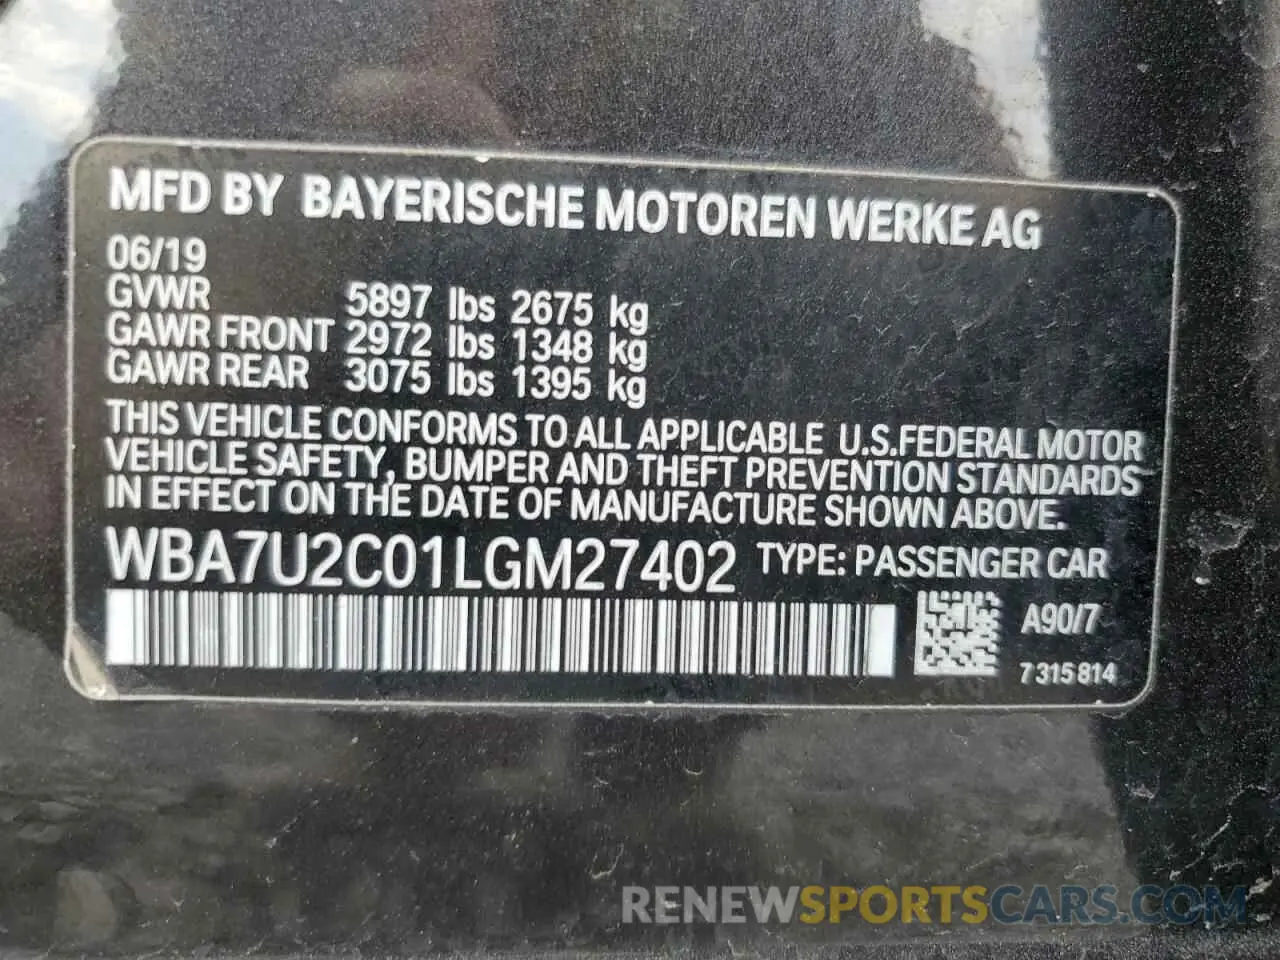 MFD BY BAYERISCHE MOTOREN WERKE AG
06/19
GVWR 5897 lbs 2675 kg
GAWR FRONT 2972 lbs 1348 kg
GAWR REAR 3075 lbs 1395 kg
THIS VEHICLE CONFORMS TO ALL APPLICABLE U.S.FEDERAL MOTOR
VEHICLE SAFETY, BUMPER AND THEFT PREVENTION STANDARDS
IN EFFECT ON THE DATE OF MANUFACTURE SHOWN ABOVE.
WBA7U2C01LGM27402 TYPE: PASSENGER CAR
A90/7
7 315 814
RENEWSPORTSCARS.COM